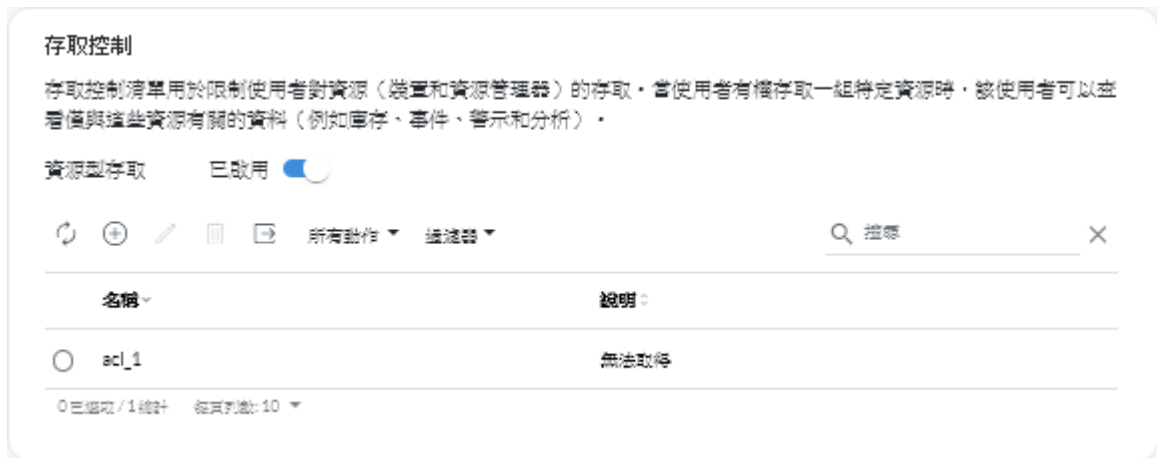 存取控制
存取控制清單用於限制使用者對資源（裝置和資源管理器）的存取。當使用者有權存取一組特定資源時，該使用者可以查
看僅與這些資源有關的資料（例如庫存、事件、警示和分析）。
資源型存取 已啟用
所有動作 過濾器 搜尋
名稱 說明
acl_1 無法取得
0 已選取 / 1 總計 每頁列數: 10